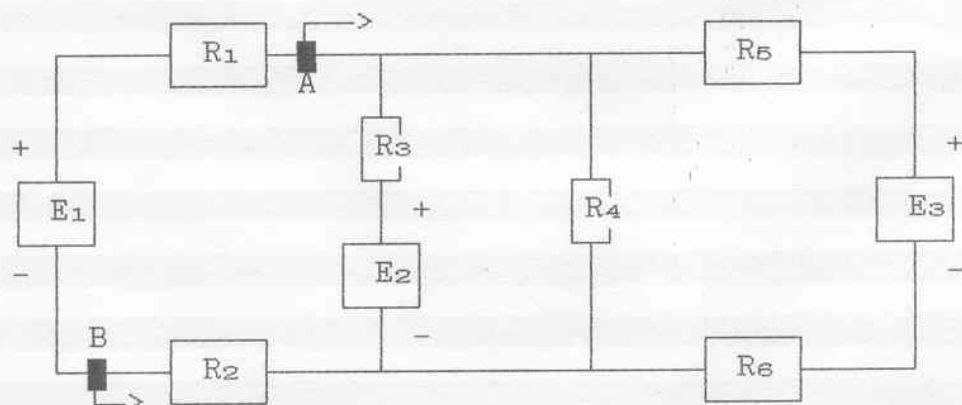 R1
A
R5
+
R3
+
E1
+
R4
E3
-
E2
-
-
B
R2
R6